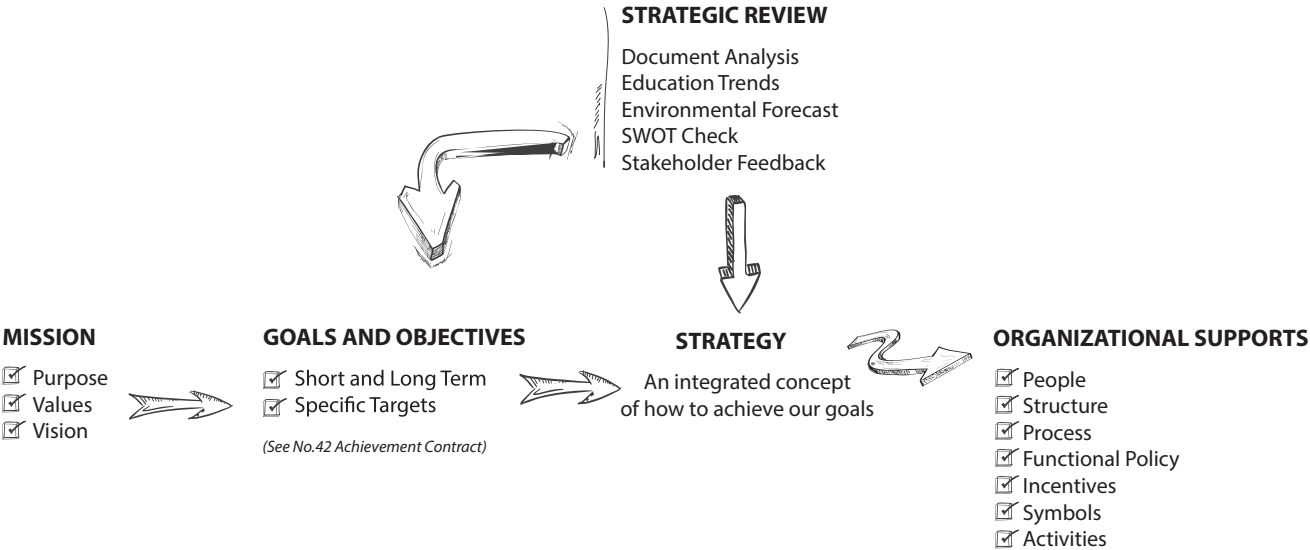 STRATEGIC REVIEW
Document Analysis
Education Trends
Environmental Forecast
SWOT Check
Stakeholder Feedback
MISSION
Purpose
Values
Vision
GOALS AND OBJECTIVES
Short and Long Term
Specific Targets
(See No.42 Achievement Contract)
STRATEGY
An integrated concept
of how to achieve our goals
ORGANIZATIONAL SUPPORTS
People
Structure
Process
Functional Policy
Incentives
Symbols
Activities